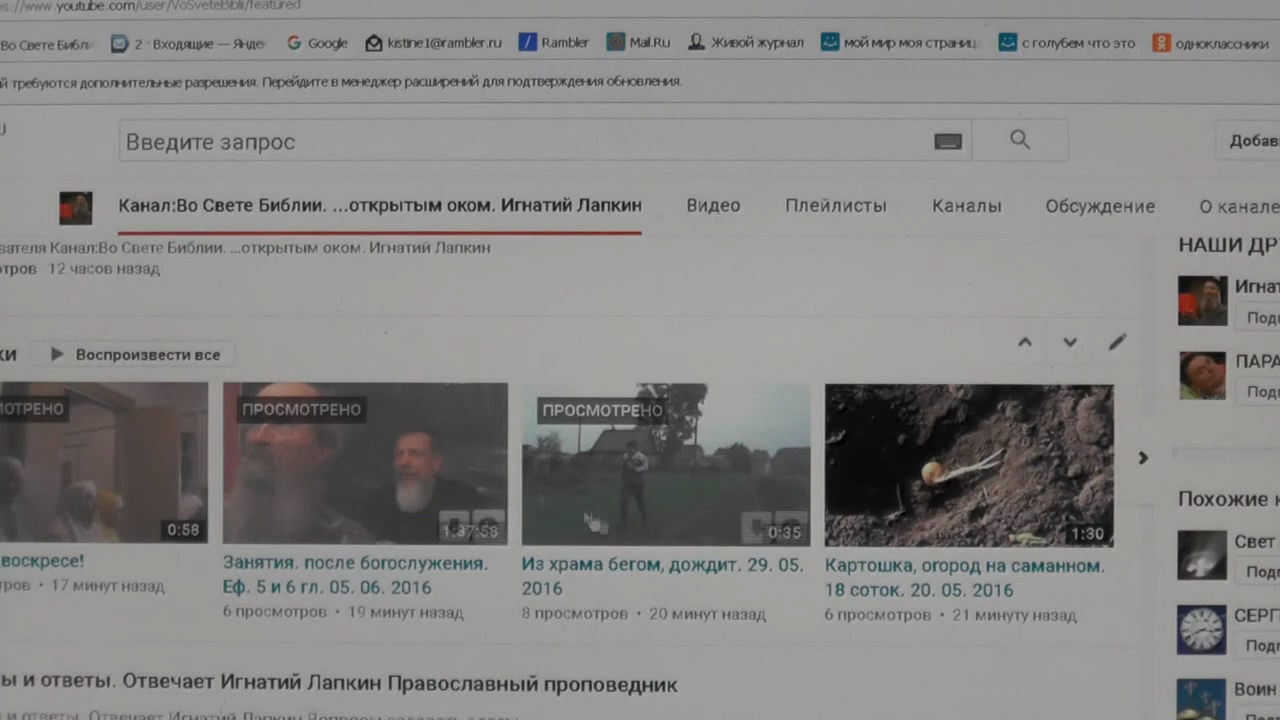 s://www.youtube.com/user/VoSveteBibli/featured
Во Свете Библ
2 · Входящие — Янде
Google
kistine1@rambler.ru
Rambler
Mail.Ru
Живой журнал
мой мир моя страниц
с голубем что это
одноклассники
й требуются дополнительные разрешения. Перейдите в менеджер расширений для подтверждения обновления.
Введите запрос
Добав
Канал:Во Свете Библии. ...открытым оком. Игнатий Лапкин
Видео
Плейлисты
Каналы
Обсуждение
О канале
вателя Канал:Во Свете Библии. ...открытым оком. Игнатий Лапкин
отров 12 часов назад
НАШИ ДР
Игнат
Под
ПАРА
Под
ки
Воспроизвести все
МОТРЕНО
0:58
ПРОСМОТРЕНО
1:37:58
ПРОСМОТРЕНО
0:35
1:30
воскресе!
тров • 17 минут назад
Занятия. после богослужения.
Еф. 5 и 6 гл. 05. 06. 2016
6 просмотров • 19 минут назад
Из храма бегом, дождит. 29. 05.
2016
8 просмотров • 20 минут назад
Картошка, огород на саманном.
18 соток. 20. 05. 2016
6 просмотров • 21 минуту назад
Похожие к
Свет
Под
СЕРГ
Под
Воин
ы и ответы. Отвечает Игнатий Лапкин Православный проповедник